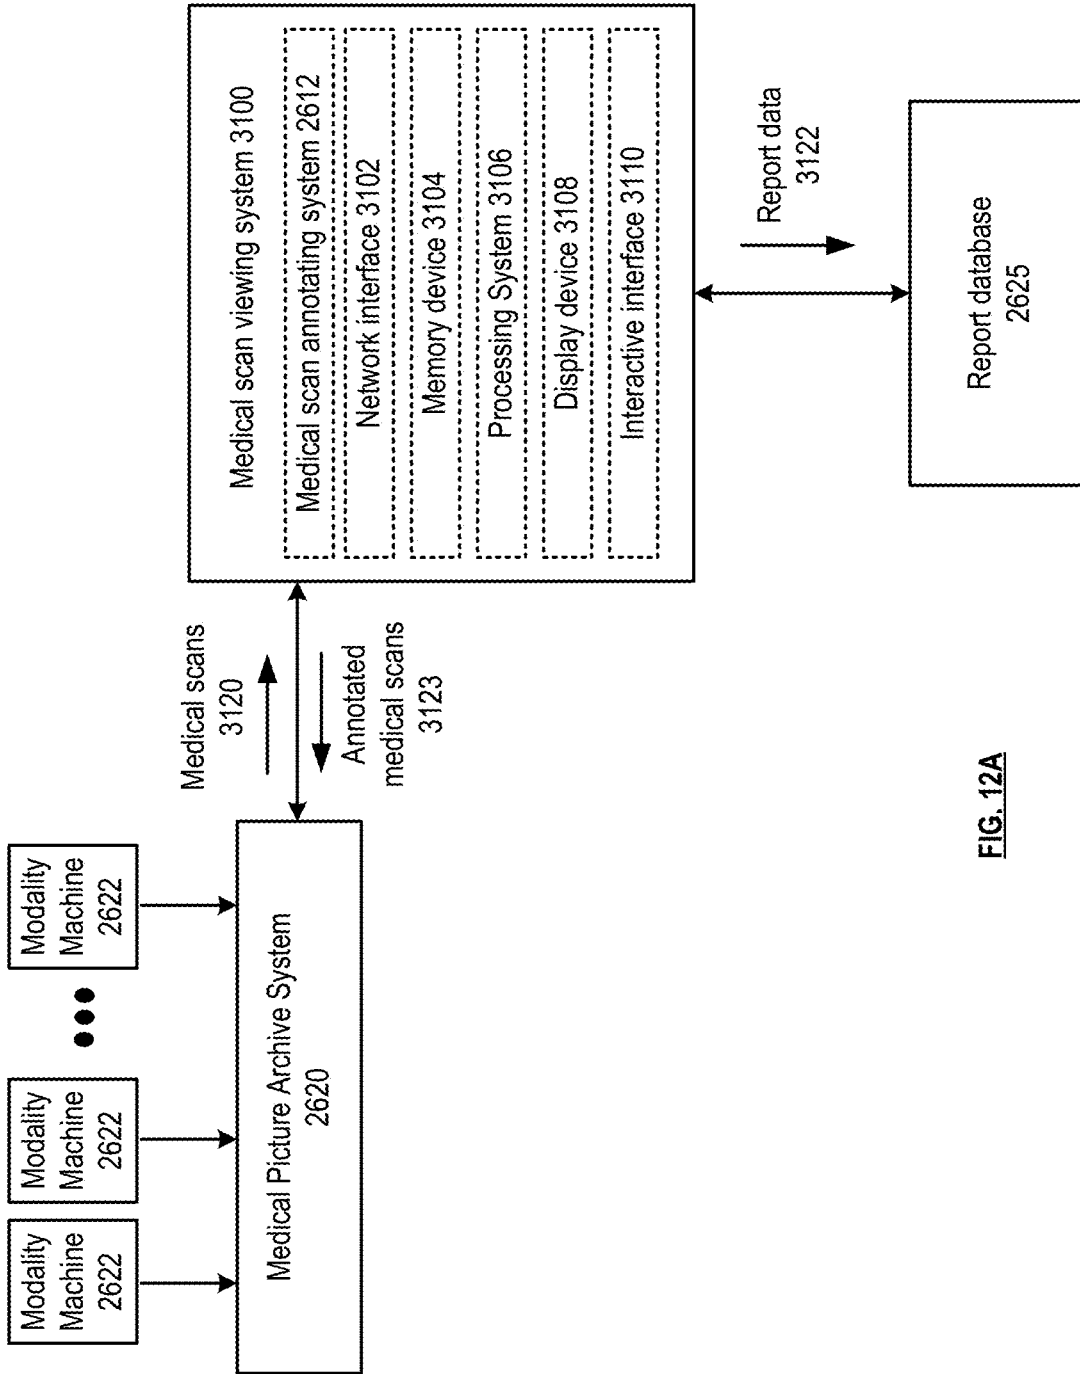 Modality
Machine
2622
Modality
Machine
2622
Modality
Machine
2622
Medical Picture Archive System
2620
Medical scans
3120
Annotated
medical scans
3123
Medical scan viewing system 3100
Medical scan annotating system 2612
Network interface 3102
Memory device 3104
Processing System 3106
Display device 3108
Interactive interface 3110
Report data
3122
Report database
2625
FIG. 12A